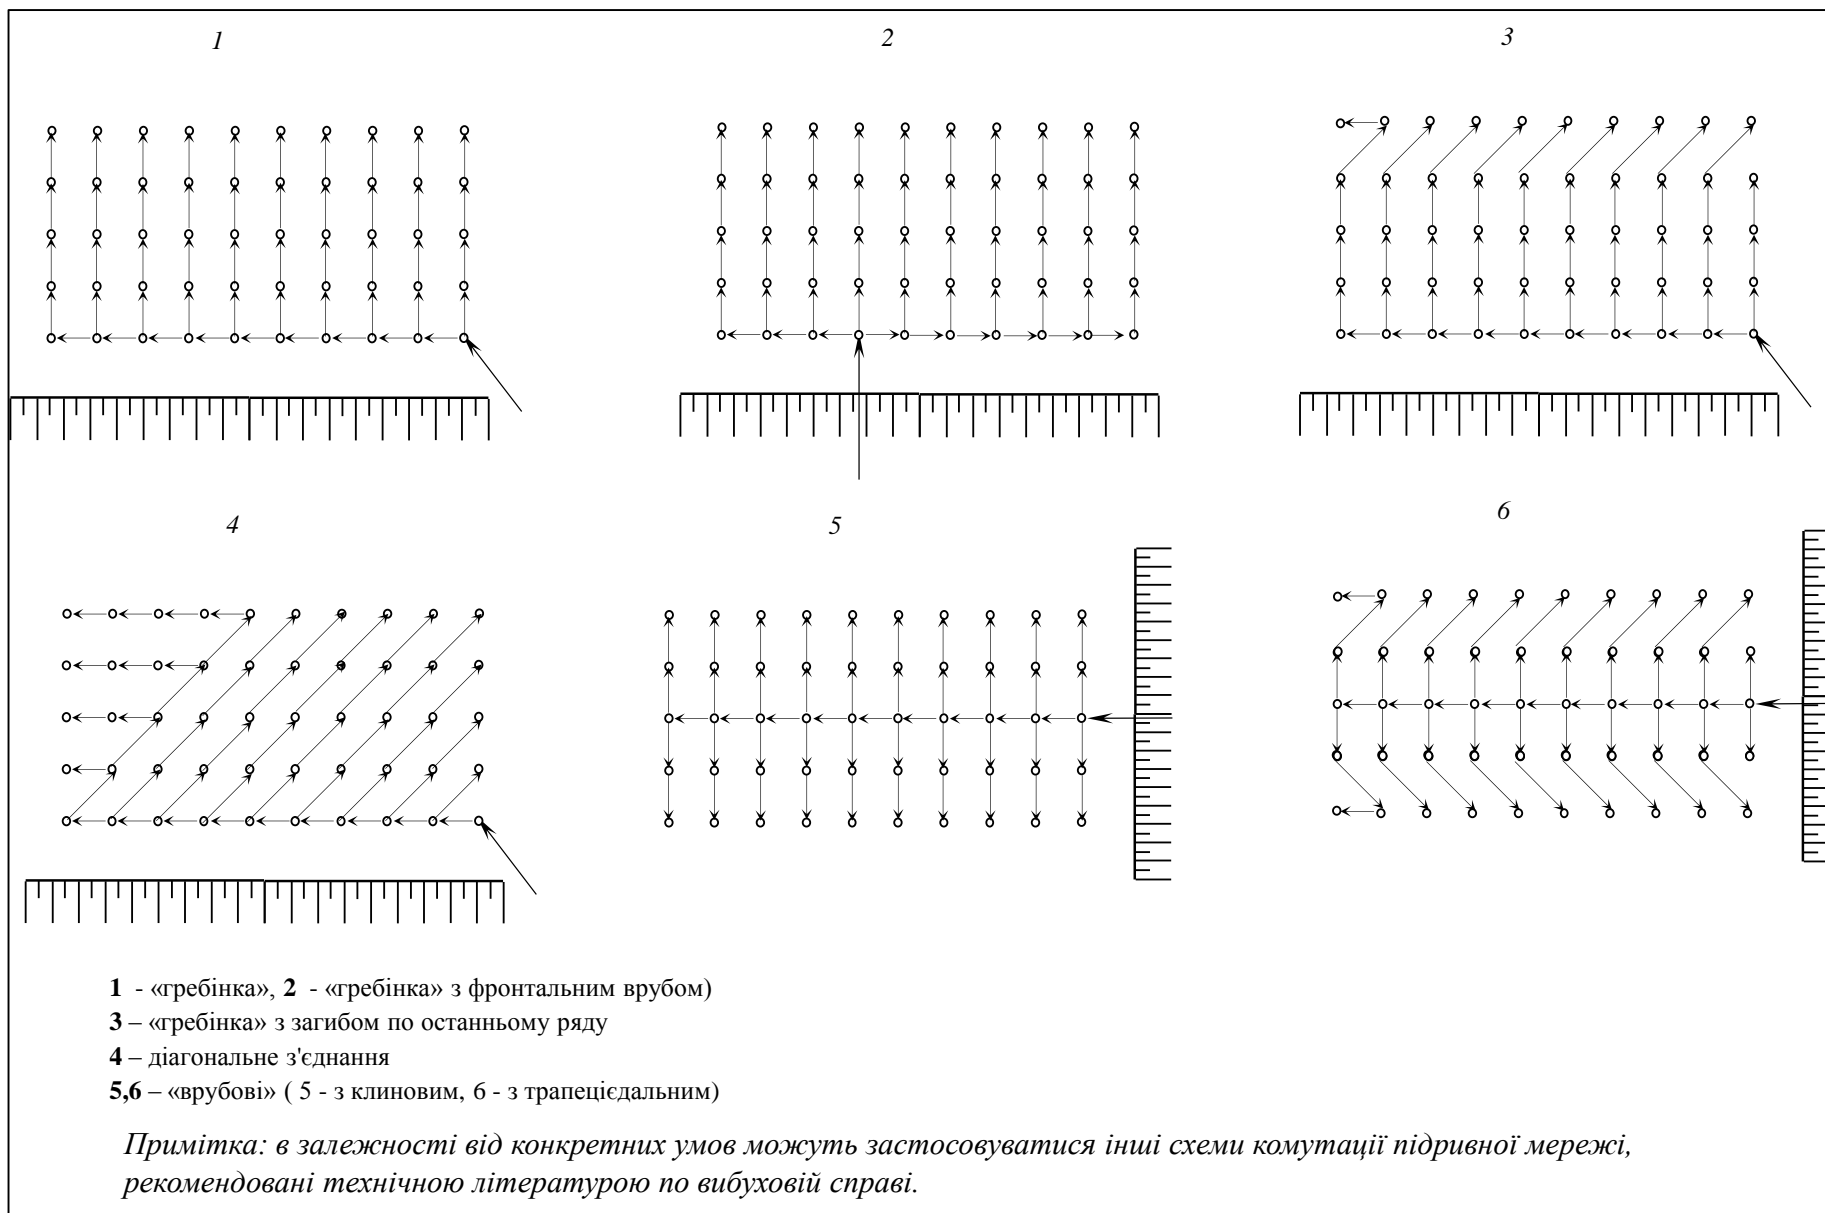 1
2
3
4
5
6
1 - «гребінка», 2 - «гребінка» з фронтальним врубом)
3 – «гребінка» з загибом по останньому ряду
4 – діагональне з'єднання
5,6 – «врубові» ( 5 - з клиновим, 6 - з трапецієдальним)
Примітка: в залежності від конкретних умов можуть застосовуватися інші схеми комутації підривної мережі,
рекомендовані технічною літературою по вибуховій справі.